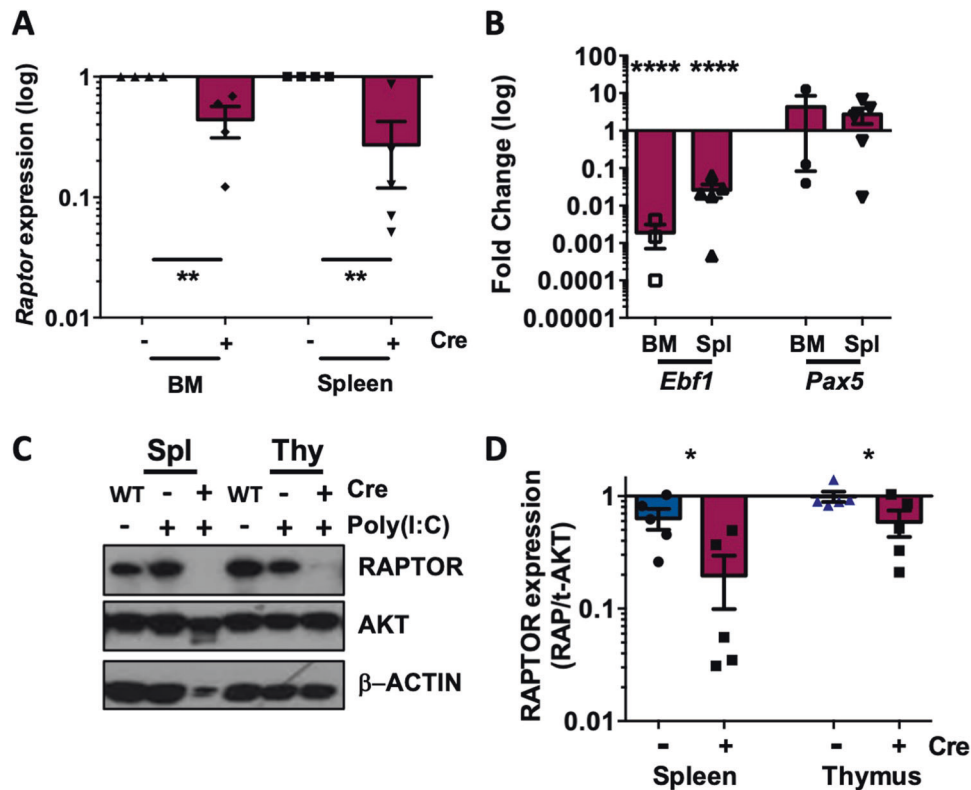 A
Raptor expression (log)
1
0.1
0.01
**
**
- + - + Cre
BM Spleen
B
Fold Change (log)
100
10
1
0.1
0.01
0.001
0.0001
0.00001
**** ****
BM Spl BM Spl
Ebf1 Pax5
C
Spl Thy
WT - + WT - + Cre
- + + - + + Poly(I:C)
RAPTOR
AKT
β–ACTIN
D
RAPTOR expression
(RAP/t-AKT)
1
0.1
0.01
* *
- + - + Cre
Spleen Thymus